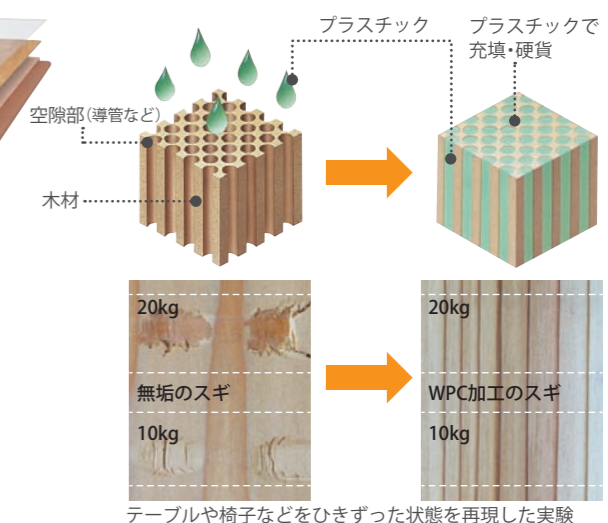 プラスチック
プラスチックで
充填・硬貨
空隙部（導管など）
木材
20kg
無垢のスギ
10kg
20kg
WPC加工のスギ
10kg
テーブルや椅子などをひきずった状態を再現した実験